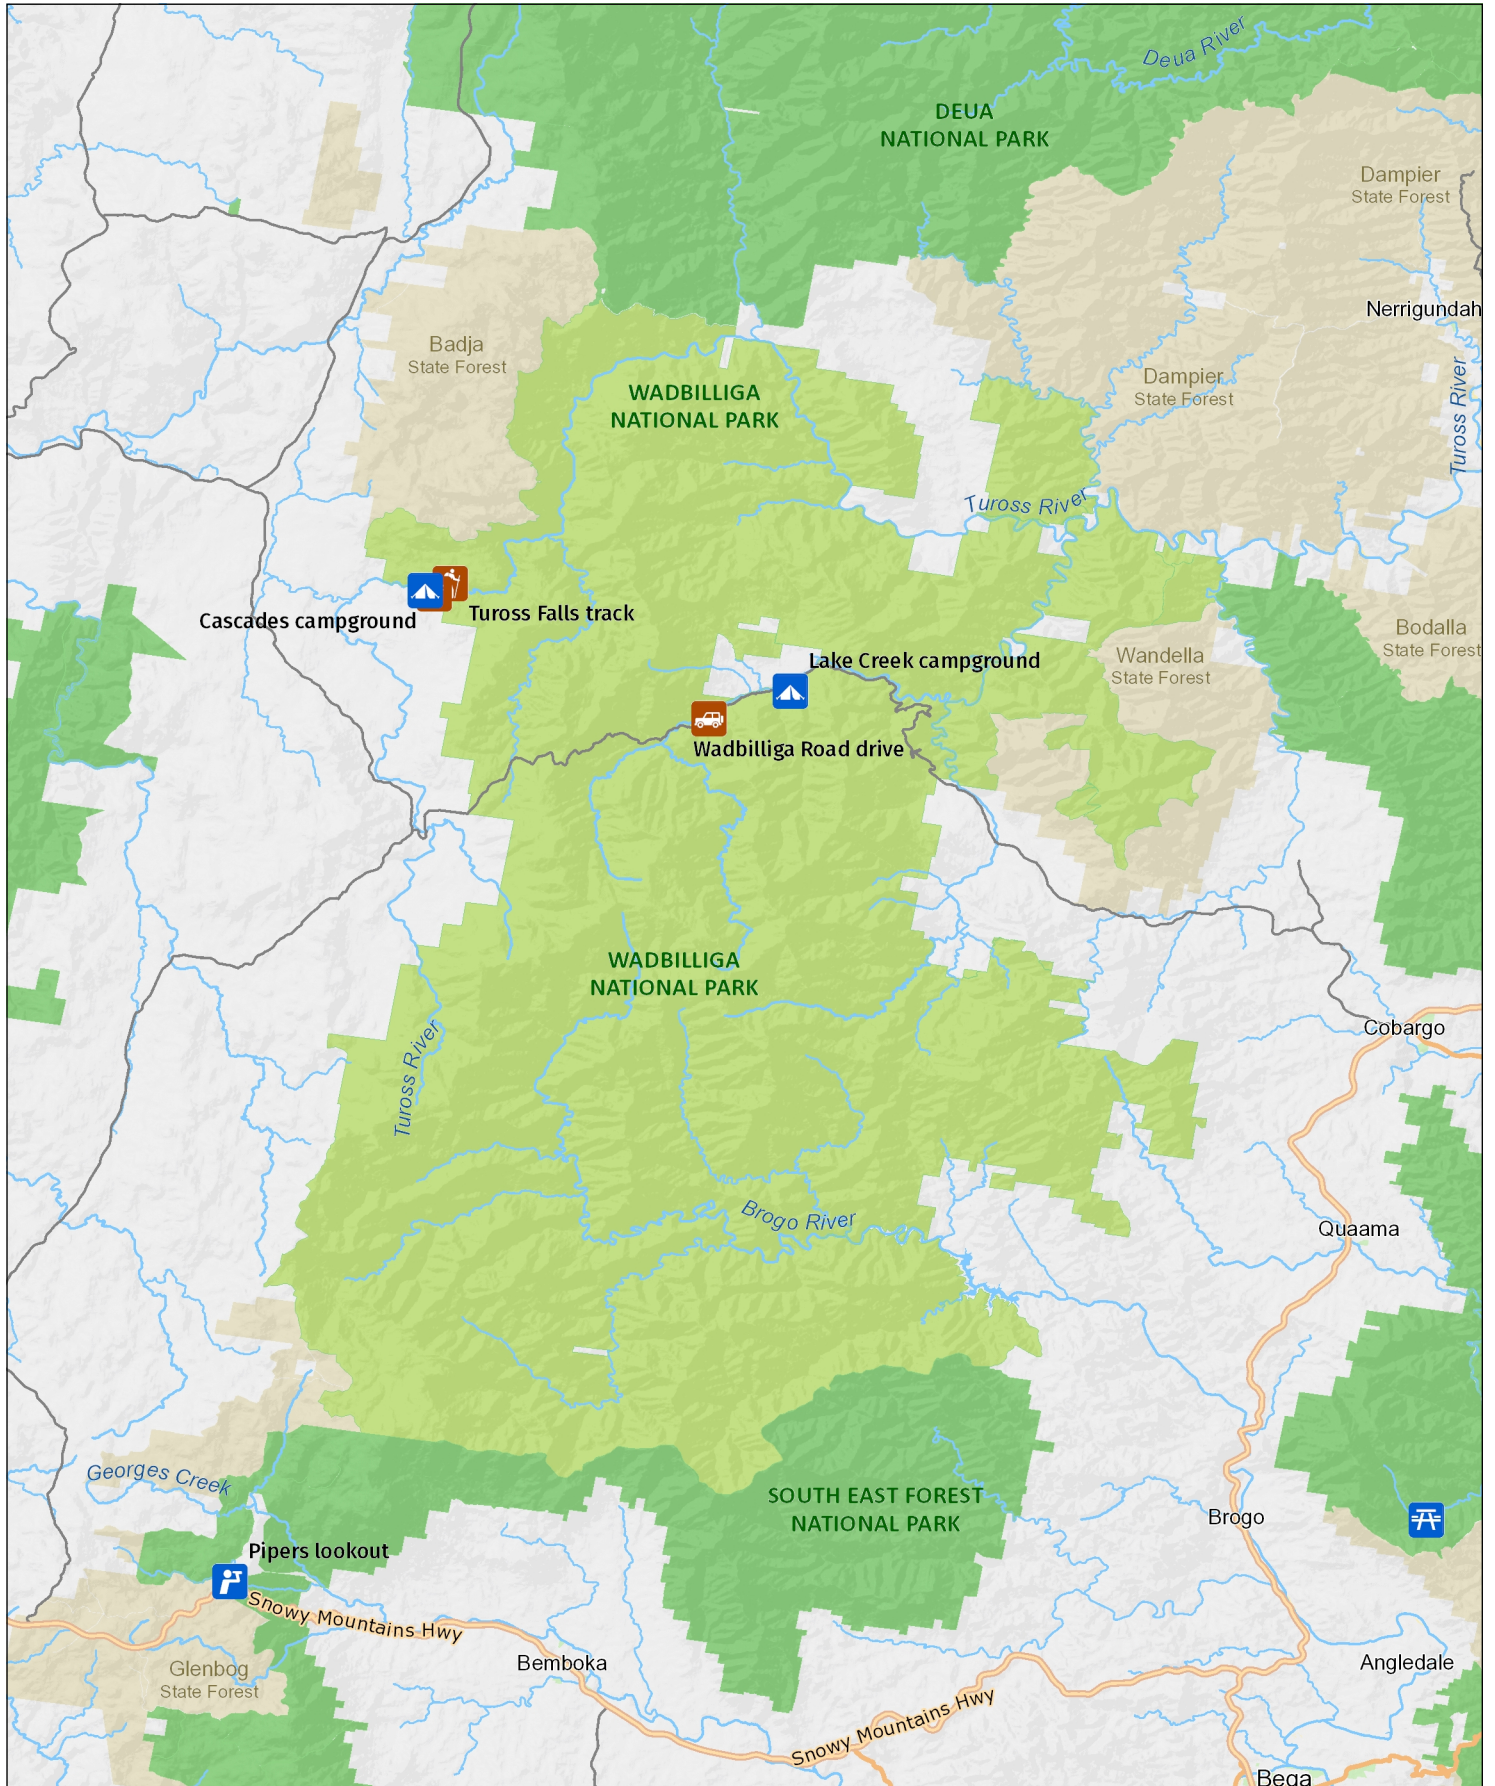 Deua River
DEUA
NATIONAL PARK
Dampier
State Forest
Nerrigundah
Badja
State Forest
Dampier
State Forest
WADBILLIGA
NATIONAL PARK
Tuross River
Tuross River
Cascades campground
Tuross Falls track
Bodalla
State Forest
Wandella
State Forest
Lake Creek campground
Wadbilliga Road drive
WADBILLIGA
NATIONAL PARK
Tuross River
Cobargo
Brogo River
Quaama
Georges Creek
SOUTH EAST FOREST
NATIONAL PARK
Brogo
Pipers lookout
Snowy Mountains Hwy
Glenbog
State Forest
Bemboka
Angledale
Snowy Mountains Hwy
Bega